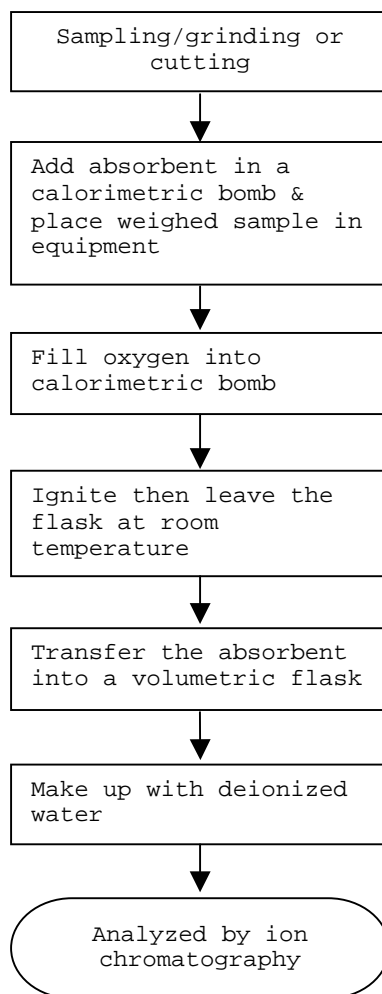 Sampling/grinding or
cutting
Add absorbent in a
calorimetric bomb &
place weighed sample in
equipment
Fill oxygen into
calorimetric bomb
Ignite then leave the
flask at room
temperature
Transfer the absorbent
into a volumetric flask
Make up with deionized
water
Analyzed by ion
chromatography